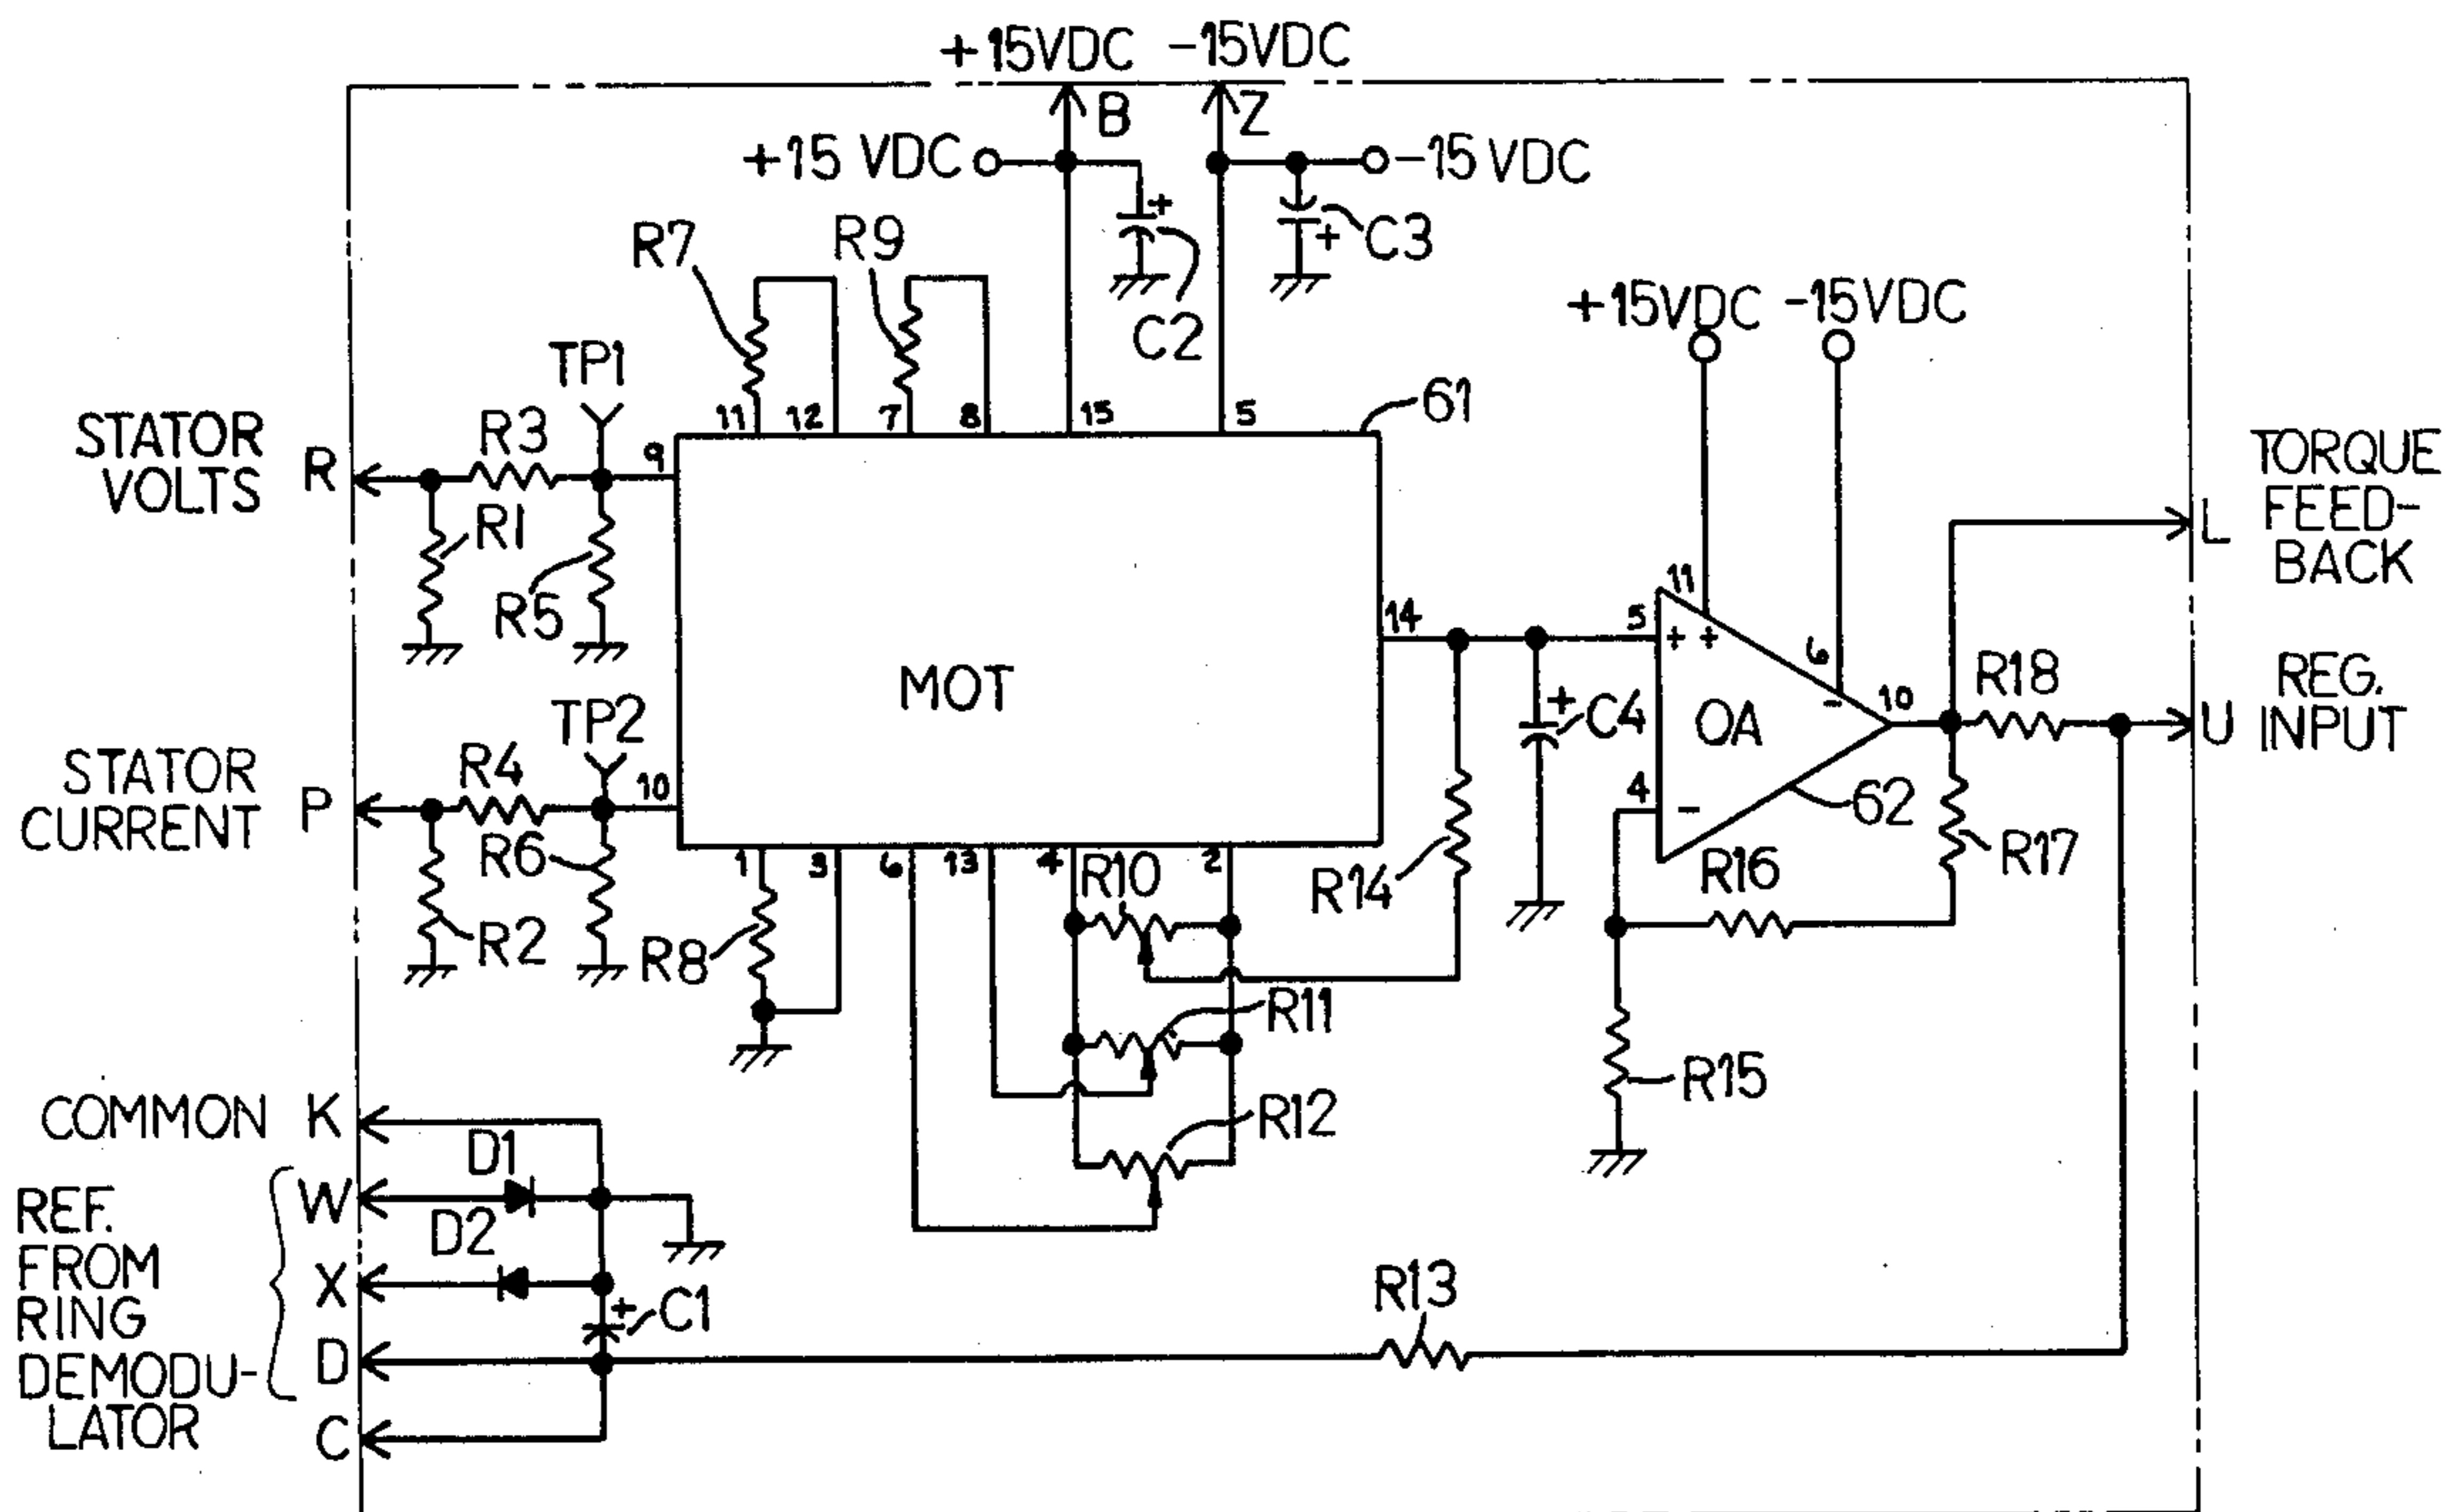 +15VDC -15VDC
B Z
+15 VDC -15 VDC
R7 R9 C2 C3
+ +
+15VDC -15VDC
TP1
11 12 7 8 15 5 61
STATOR
VOLTS
R R3 9
R1
R5
TORQUE
FEED-
BACK
L
14 5 11 + + 6 -
MOT
+ C4 OA 10 R18
REG.
INPUT
U
TP2
STATOR
CURRENT
P R4 10
R6
R2
4 - 62
R16 R17
1 3 6 13 4 R10 2
R8 R14
R11
R15
R12
COMMON K
D1
REF.
FROM
RING
DEMODU-
LATOR
W
D2
X
+ C1
D
C
R13